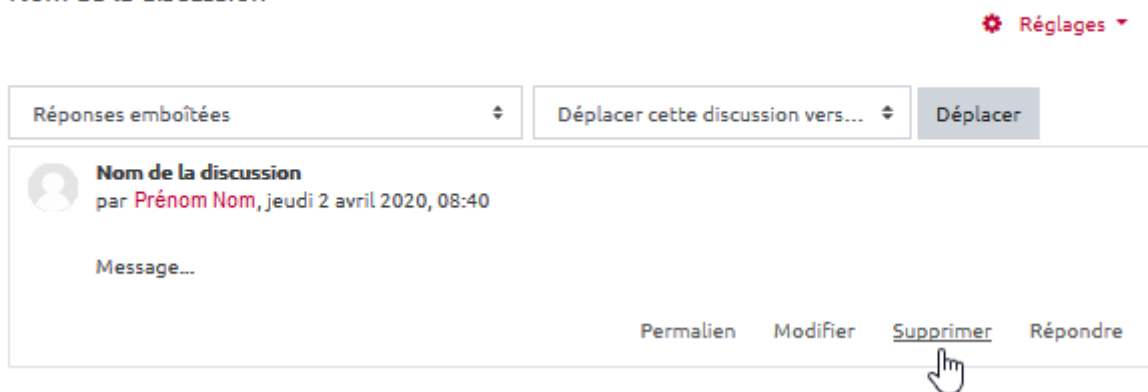 Réglages
Réponses emboîtées
Déplacer cette discussion vers... Déplacer
Nom de la discussion
par Prénom Nom, jeudi 2 avril 2020, 08:40
Message...
Permalien Modifier Supprimer Répondre